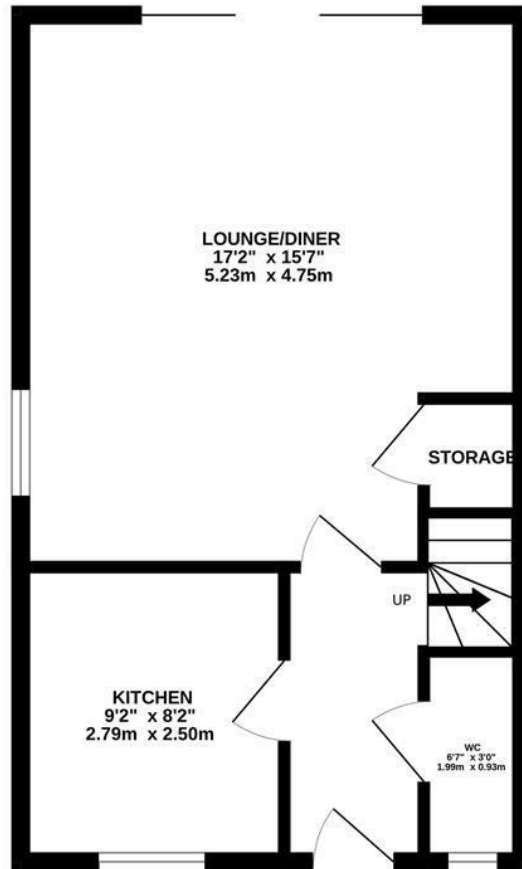 LOUNGE/DINER
17'2" x 15'7"
5.23m x 4.75m
STORAGE
UP
KITCHEN
9'2" x 8'2"
2.79m x 2.50m
WC
6'7" x 3'0"
1.99m x 0.93m